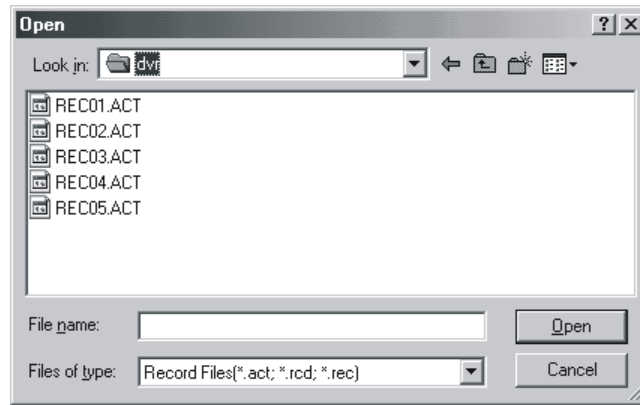 Open
Look in: dvr
REC01.ACT
REC02.ACT
REC03.ACT
REC04.ACT
REC05.ACT
File name: Open
Files of type: Record Files(*.act; *.rcd; *.rec) Cancel